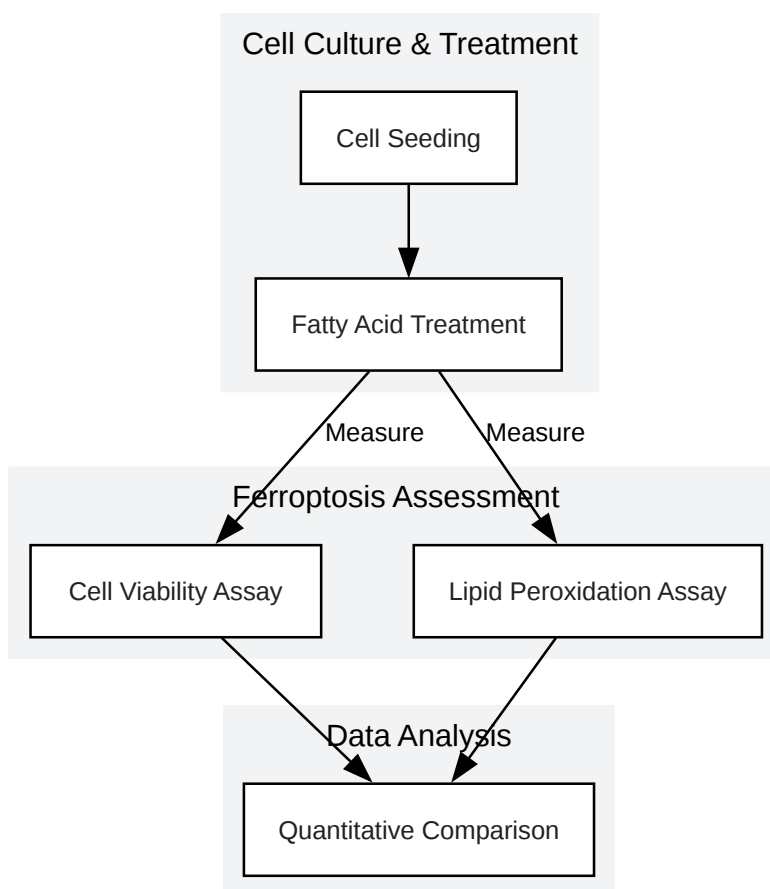 Cell Culture & Treatment
Cell Seeding
Fatty Acid Treatment
Measure
Measure
Ferroptosis Assessment
Cell Viability Assay
Lipid Peroxidation Assay
Data Analysis
Quantitative Comparison